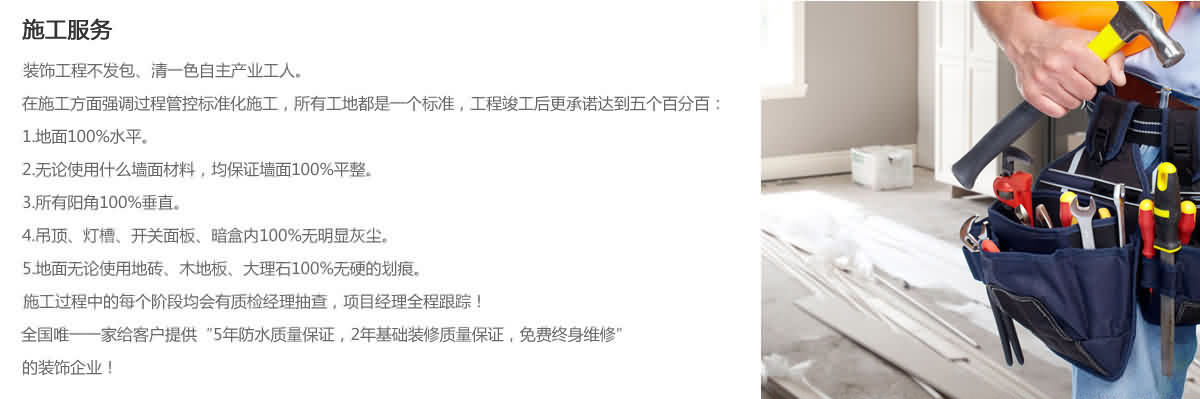 施工服务
装饰工程不发包、清一色自主产业工人。
在施工方面强调过程管控标准化施工，所有工地都是一个标准，工程竣工后更承诺达到五个百分百：
1.地面100%水平。
2.无论使用什么墙面材料，均保证墙面100%平整。
3.所有阳角100%垂直。
4.吊顶、灯槽、开关面板、暗盒内100%无明显灰尘。
5.地面无论使用地砖、木地板、大理石100%无硬的划痕。
施工过程中的每个阶段均会有质检经理抽查，项目经理全程跟踪！
全国唯一一家给客户提供“5年防水质量保证，2年基础装修质量保证，免费终身维修”
的装饰企业！